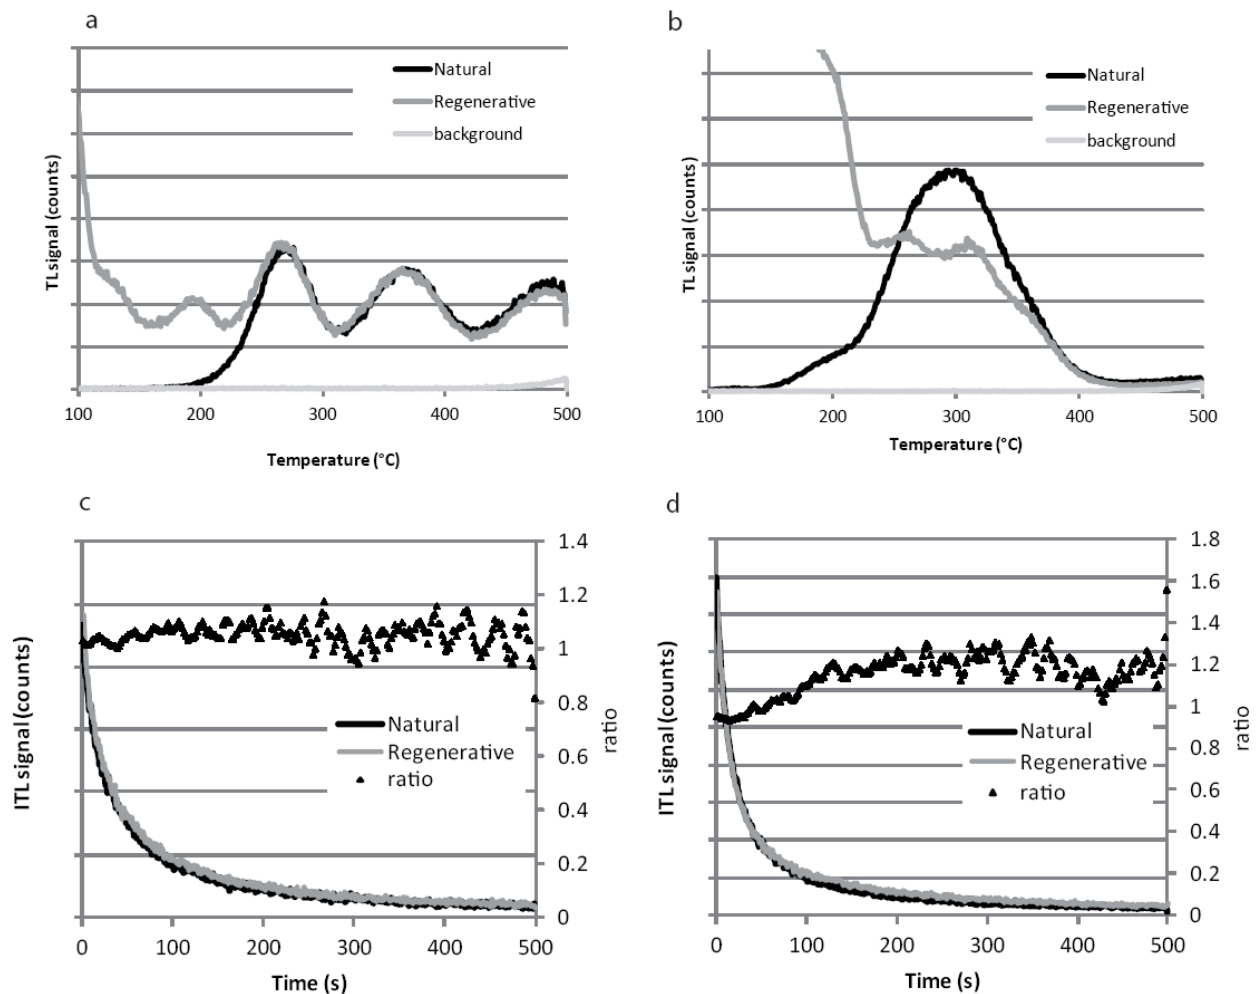 a
Natural
Regenerative
background
TL signal (counts)
100 200 300 400 500
Temperature (°C)
b
Natural
Regenerative
background
TL signal (counts
100 200 300 400 500
Temperature (°C)
c
1.4
1.2
1
0.8
0.6
0.4
0.2
0
Natural
Regenerative
ratio
ITL signal (counts)
ratio
0 100 200 300 400 500
Time (s)
d
1.8
1.6
1.4
1.2
1
0.8
0.6
0.4
0.2
0
Natural
Regenerative
ratio
ITL signal (counts)
ratio
0 100 200 300 400 500
Time (s)